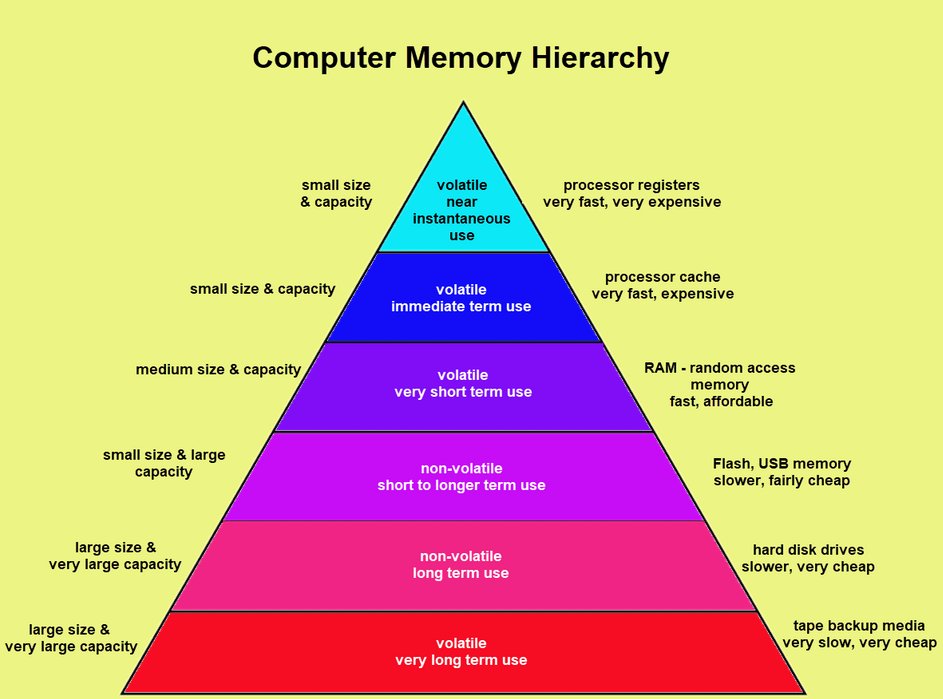 Computer Memory Hierarchy
small size
& capacity
volatile
near
instantaneous
use
processor registers
very fast, very expensive
small size & capacity
volatile
immediate term use
processor cache
very fast, expensive
medium size & capacity
volatile
very short term use
RAM - random access
memory
fast, affordable
small size & large
capacity
non-volatile
short to longer term use
Flash, USB memory
slower, fairly cheap
large size &
very large capacity
non-volatile
long term use
hard disk drives
slower, very cheap
large size &
very large capacity
volatile
very long term use
tape backup media
very slow, very cheap